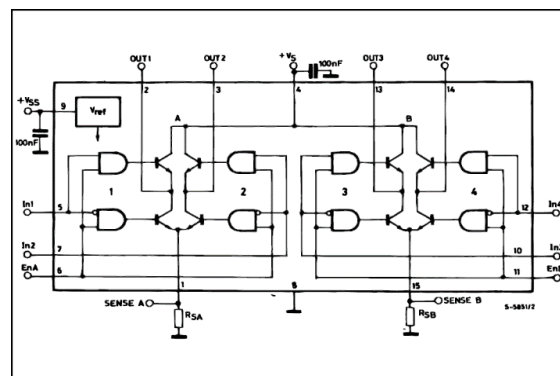 OUT1 OUT2 +Vs 100nF OUT3 OUT4
2 3 4 13 14
+VSS 9 Vref A B
100nF
1 2 3 4
In1 5 12 In4
In2 7 10 In3
EnA 6 11
1 8 15 S-5851/2
SENSE A SENSE B
RSA RSB